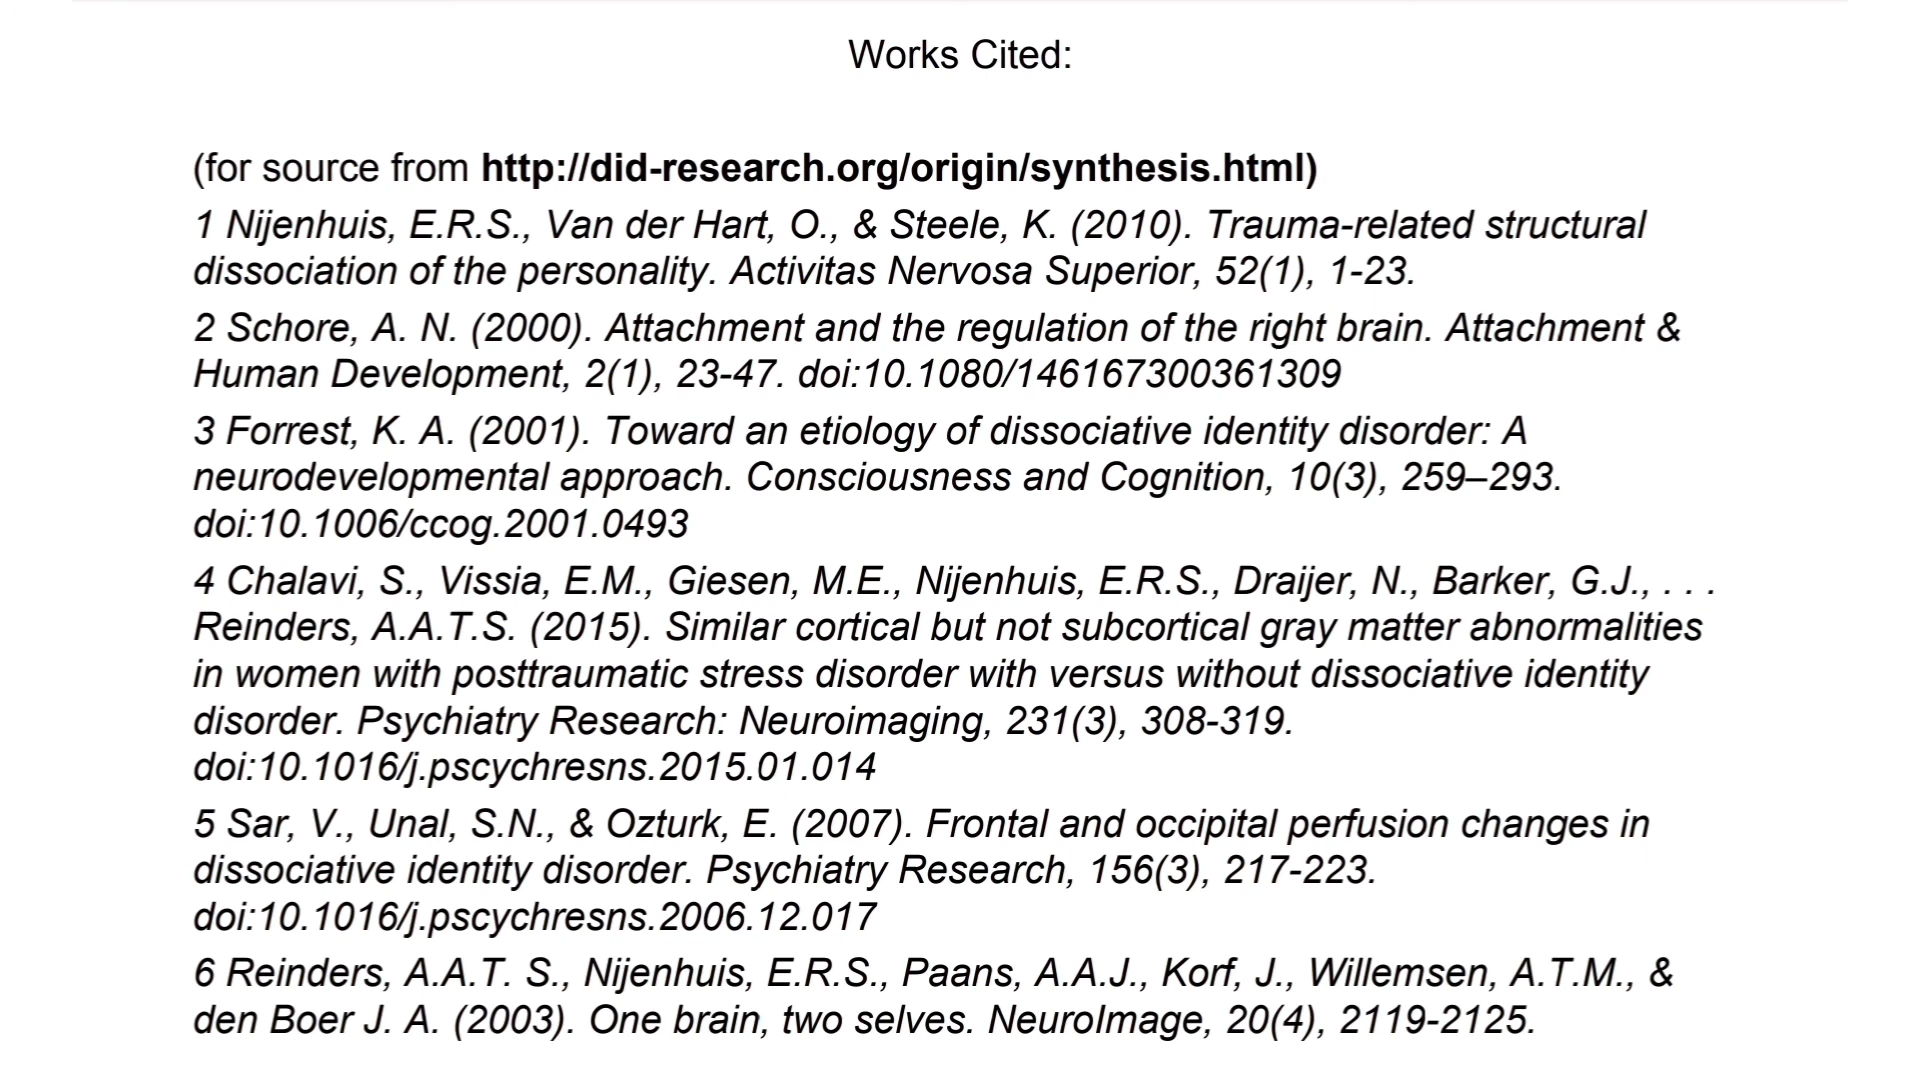 Works Cited:
(for source from http://did-research.org/origin/synthesis.html)
1 Nijenhuis, E.R.S., Van der Hart, O., & Steele, K. (2010). Trauma-related structural
dissociation of the personality. Activitas Nervosa Superior, 52(1), 1-23.
2 Schore, A. N. (2000). Attachment and the regulation of the right brain. Attachment &
Human Development, 2(1), 23-47. doi:10.1080/146167300361309
3 Forrest, K. A. (2001). Toward an etiology of dissociative identity disorder: A
neurodevelopmental approach. Consciousness and Cognition, 10(3), 259–293.
doi:10.1006/ccog.2001.0493
4 Chalavi, S., Vissia, E.M., Giesen, M.E., Nijenhuis, E.R.S., Draijer, N., Barker, G.J., . . .
Reinders, A.A.T.S. (2015). Similar cortical but not subcortical gray matter abnormalities
in women with posttraumatic stress disorder with versus without dissociative identity
disorder. Psychiatry Research: Neuroimaging, 231(3), 308-319.
doi:10.1016/j.pscychresns.2015.01.014
5 Sar, V., Unal, S.N., & Ozturk, E. (2007). Frontal and occipital perfusion changes in
dissociative identity disorder. Psychiatry Research, 156(3), 217-223.
doi:10.1016/j.pscychresns.2006.12.017
6 Reinders, A.A.T. S., Nijenhuis, E.R.S., Paans, A.A.J., Korf, J., Willemsen, A.T.M., &
den Boer J. A. (2003). One brain, two selves. NeuroImage, 20(4), 2119-2125.